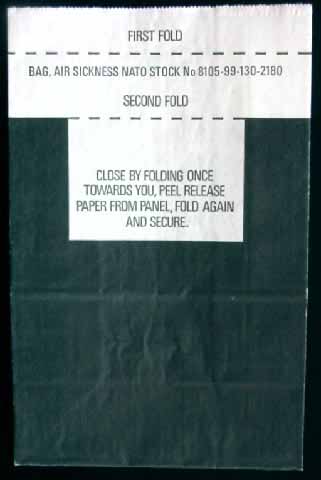 FIRST FOLD
BAG, AIR SICKNESS NATO STOCK No 8105-99-130-2180
SECOND FOLD
CLOSE BY FOLDING ONCE
TOWARDS YOU, PEEL RELEASE
PAPER FROM PANEL, FOLD AGAIN
AND SECURE.